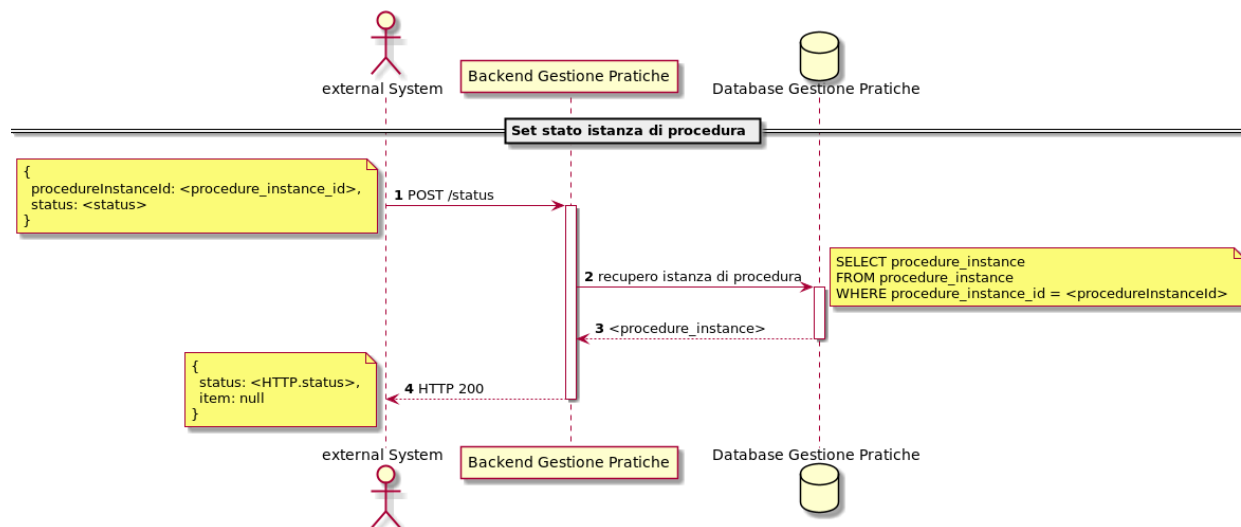 external System
Backend Gestione Pratiche
Database Gestione Pratiche
Set stato istanza di procedura
{
procedureInstanceId: <procedure_instance_id>,
status: <status>
}
1 POST /status
2 recupero istanza di procedura
SELECT procedure_instance
FROM procedure_instance
WHERE procedure_instance_id = <procedureInstanceId>
3 <procedure_instance>
{
status: <HTTP.status>,
item: null
}
4 HTTP 200
external System
Backend Gestione Pratiche
Database Gestione Pratiche